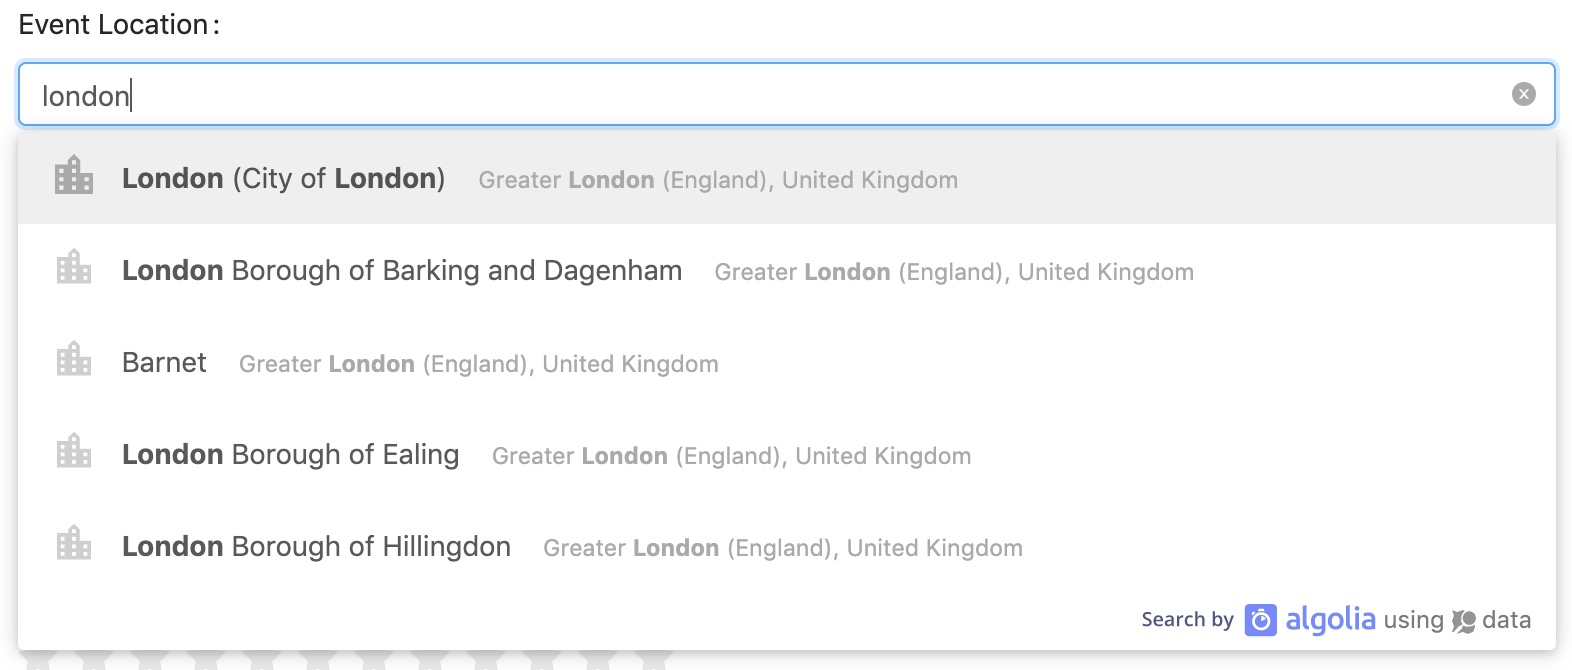 Event Location:
london
London (City of London) Greater London (England), United Kingdom
London Borough of Barking and Dagenham Greater London (England), United Kingdom
Barnet Greater London (England), United Kingdom
London Borough of Ealing Greater London (England), United Kingdom
London Borough of Hillingdon Greater London (England), United Kingdom
Search by algolia using data